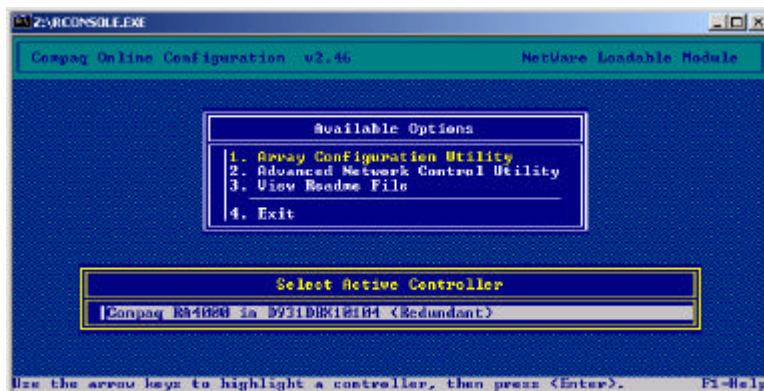 Z:\RCONSOLE.EXE
Compaq Online Configuration v2.46 NetWare Loadable Module
Available Options
1. Array Configuration Utility
2. Advanced Network Control Utility
3. View Readme File
4. Exit
Select Active Controller
Compaq RA4000 in (Redundant)
Use the arrow keys to highlight a controller, then press <Enter>. F1-Help